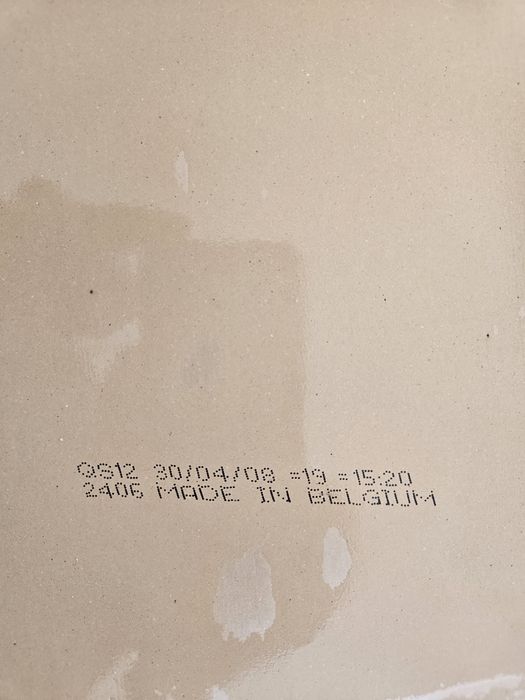 QS12 30/04/08 =19 =15:20
2406 MADE IN BELGIUM